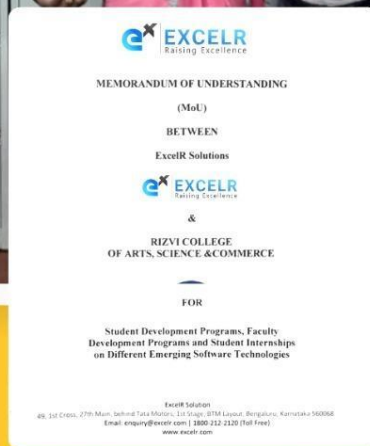 ex EXCELR
Raising Excellence
MEMORANDUM OF UNDERSTANDING
(MoU)
BETWEEN
ExcelR Solutions
ex EXCELR
Raising Excellence
&
RIZVI COLLEGE
OF ARTS, SCIENCE &COMMERCE
FOR
Student Development Programs, Faculty
Development Programs and Student Internships
on Different Emerging Software Technologies
ExcelR Solution
49, 1st Cross, 27th Main, behind Tata Motors, 1st Stage, BTM Layout, Bengaluru, Karnataka 560068
Email: enquiry@excelr.com | 1800-212-2120 (Toll Free)
www.excelr.com